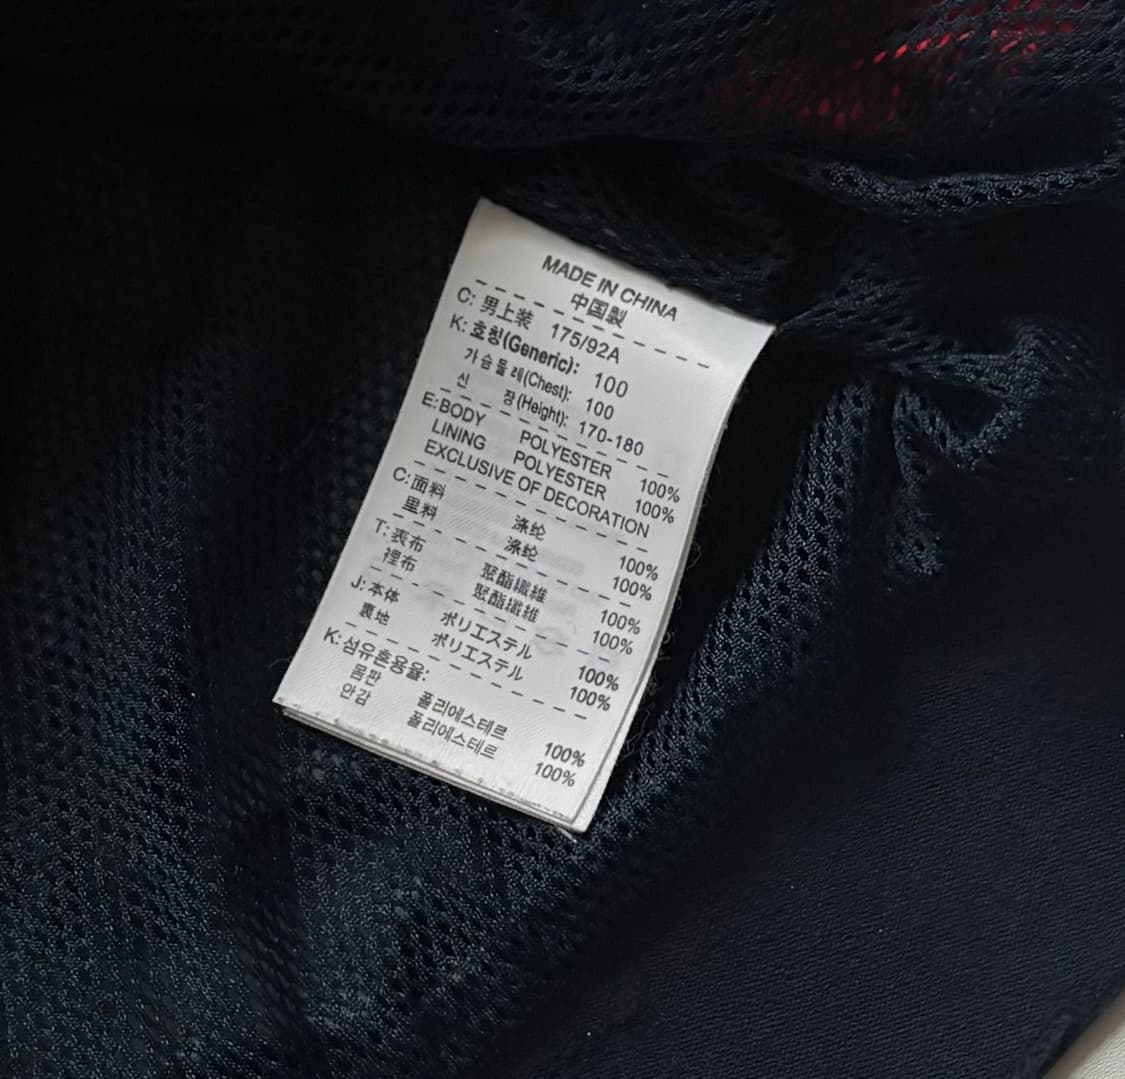 MADE IN CHINA
中国製
C: 男上装 175/92A
K: 호칭(Generic): 100
가슴둘레(Chest): 100
신 장(Height): 170-180
E:BODY POLYESTER 100%
LINING POLYESTER 100%
EXCLUSIVE OF DECORATION
C:面料 涤纶 100%
里料 涤纶 100%
T:表布 聚酯纖維 100%
裡布 聚酯纖維 100%
J:本体 ポリエステル 100%
裏地 ポリエステル 100%
K:섬유혼용율:
몸판 폴리에스테르 100%
안감 폴리에스테르 100%